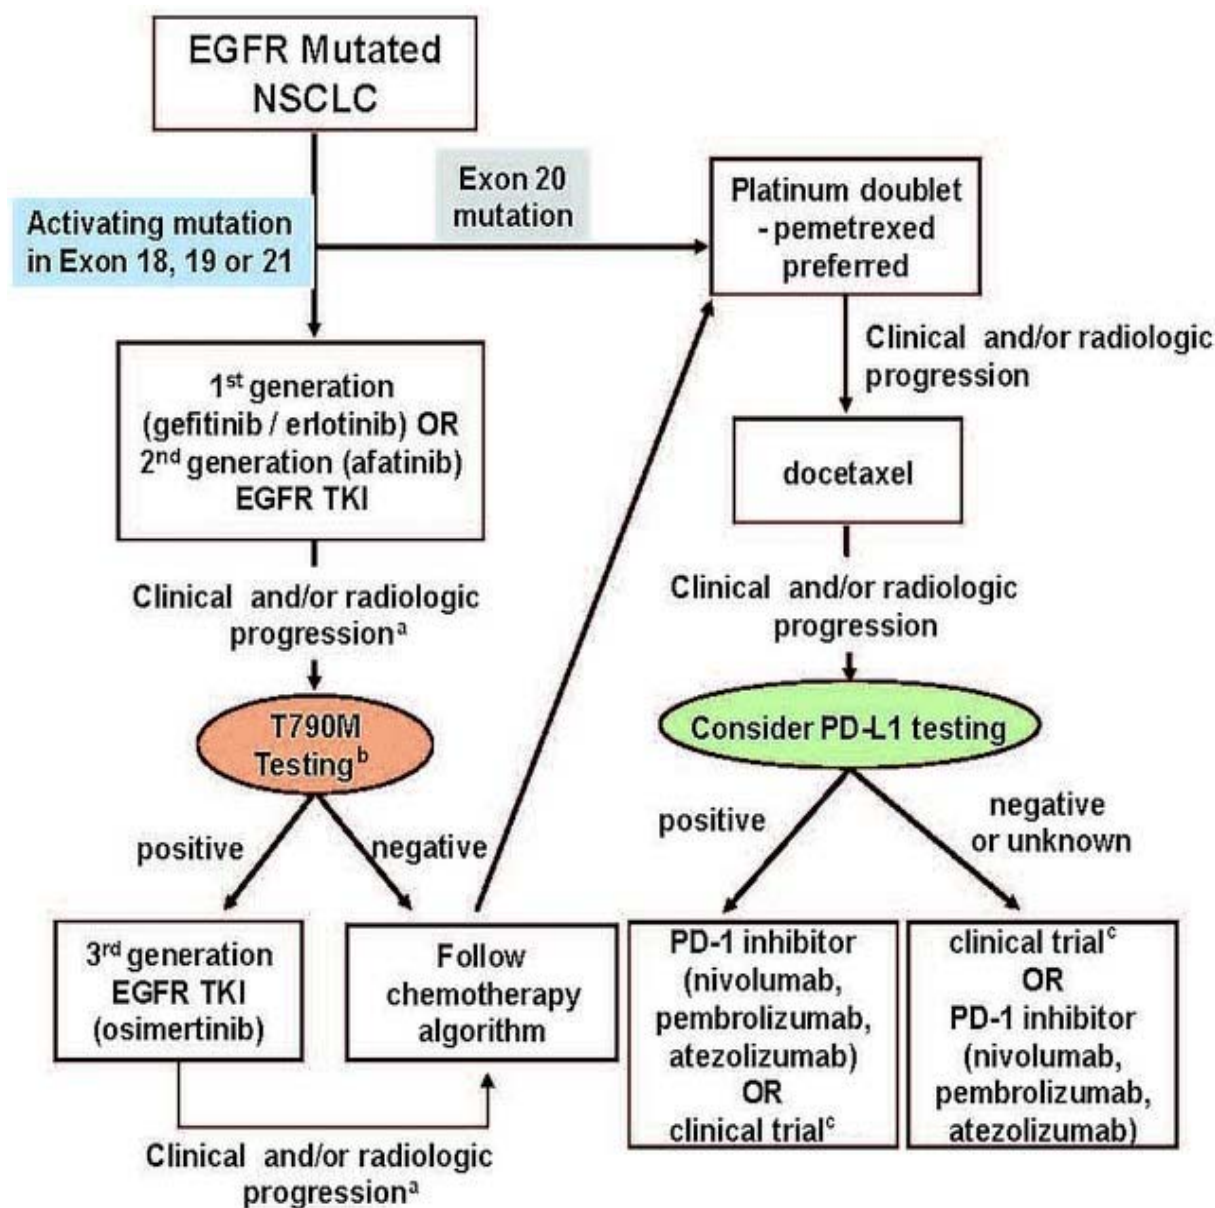 EGFR Mutated
NSCLC
Exon 20
mutation
Activating mutation
in Exon 18, 19 or 21
Platinum doublet
- pemetrexed
preferred
Clinical and/or radiologic
progression
1st generation
(gefitinib / erlotinib) OR
2nd generation (afatinib)
EGFR TKI
docetaxel
Clinical and/or radiologic
progressiona
Clinical and/or radiologic
progression
T790M
Testingb
Consider PD-L1 testing
positive
negative
positive
negative
or unknown
3rd generation
EGFR TKI
(osimertinib)
Follow
chemotherapy
algorithm
PD-1 inhibitor
(nivolumab,
pembrolizumab,
atezolizumab)
OR
clinical trialc
clinical trialc
OR
PD-1 inhibitor
(nivolumab,
pembrolizumab,
atezolizumab)
Clinical and/or radiologic
progressiona